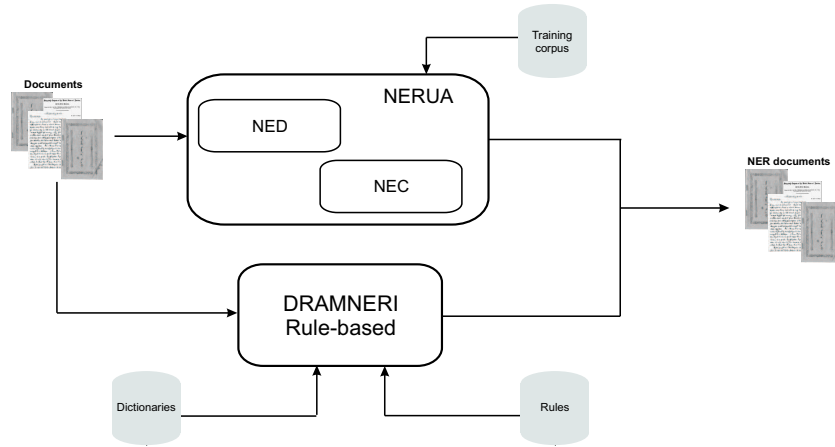 Training
corpus
Documents
NERUA
NED
NEC
NER documents
DRAMNERI
Rule-based
Dictionaries
Rules